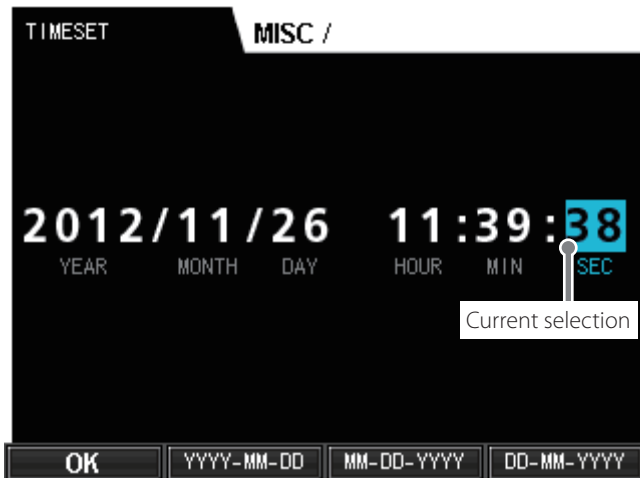 TIMESET MISC /
2012/11/26 11:39:38
YEAR MONTH DAY HOUR MIN SEC
Current selection
OK YYYY-MM-DD MM-DD-YYYY DD-MM-YYYY